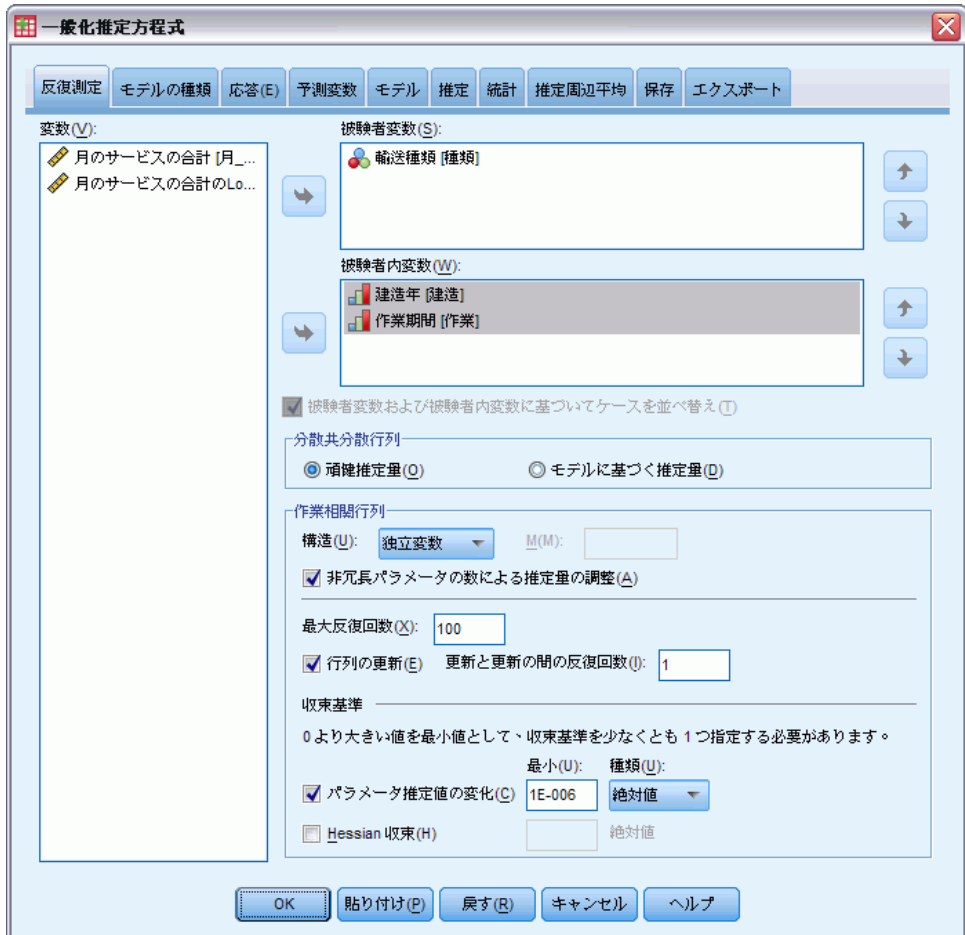 一般化推定方程式
反復測定 モデルの種類 応答(E) 予測変数 モデル 推定 統計 推定周辺平均 保存 エクスポート
変数(V):
月のサービスの合計 [月_...
月のサービスの合計のLo...
被験者変数(S):
輸送種類 [種類]
被験者内変数(W):
建造年 [建造]
作業期間 [作業]
被験者変数および被験者内変数に基づいてケースを並べ替え(T)
分散共分散行列
頑健推定量(O) モデルに基づく推定量(D)
作業相関行列
構造(U): 独立変数 M(M):
非冗長パラメータの数による推定量の調整(A)
最大反復回数(X): 100
行列の更新(E) 更新と更新の間の反復回数(I): 1
収束基準
0より大きい値を最小値として、収束基準を少なくとも1つ指定する必要があります。
最小(U): 種類(U):
パラメータ推定値の変化(C) 1E-006 絶対値
Hessian 収束(H) 絶対値
OK 貼り付け(P) 戻す(R) キャンセル ヘルプ